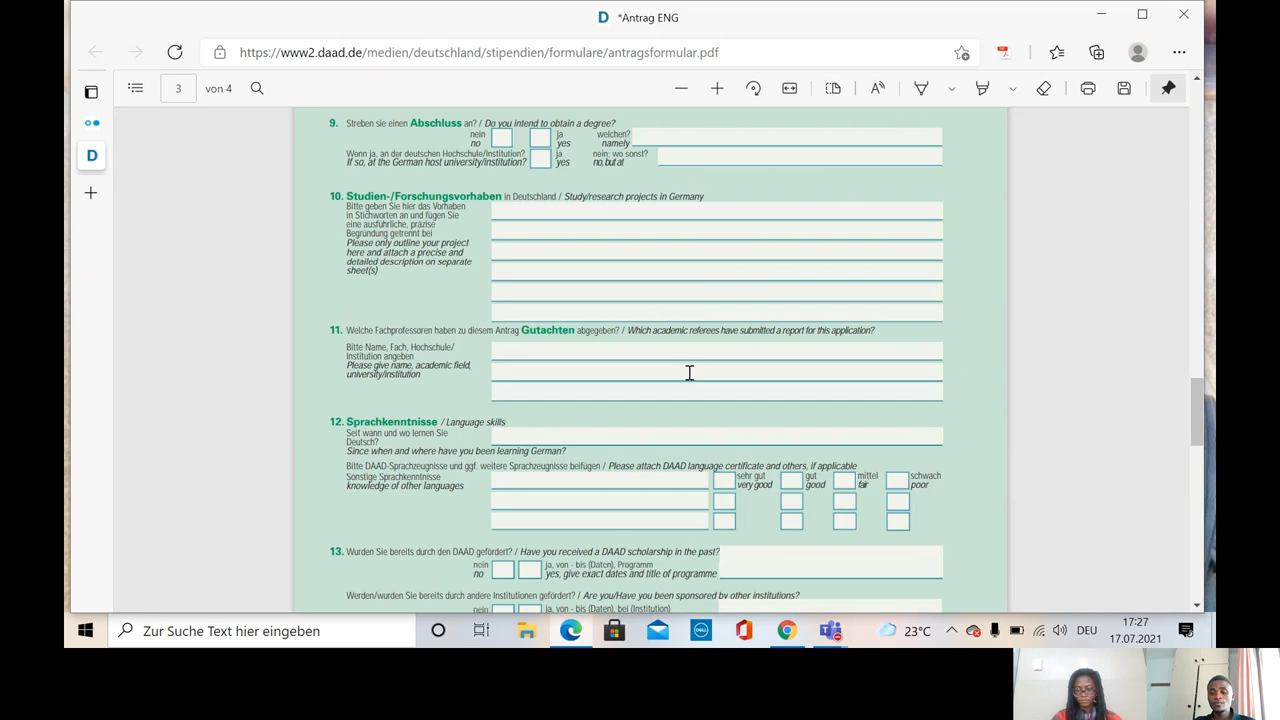 *Antrag ENG
https://www2.daad.de/medien/deutschland/stipendien/formulare/antragsformular.pdf
3 von 4
9. Streben sie einen Abschluss an? / Do you intend to obtain a degree?
nein ja welchen?
no yes namely
Wenn ja, an der deutschen Hochschule/Institution? ja nein: wo sonst?
If so, at the German host university/institution? yes no, but at
10. Studien-/Forschungsvorhaben in Deutschland / Study/research projects in Germany
Bitte geben Sie hier das Vorhaben
in Stichworten an und fügen Sie
eine ausführliche, präzise
Begründung getrennt bei
Please only outline your project
here and attach a precise and
detailed description on separate
sheet(s)
11. Welche Fachprofessoren haben zu diesem Antrag Gutachten abgegeben? / Which academic referees have submitted a report for this application?
Bitte Name, Fach, Hochschule/
Institution angeben
Please give name, academic field,
university/institution
12. Sprachkenntnisse / Language skills
Seit wann und wo lernen Sie
Deutsch?
Since when and where have you been learning German?
Bitte DAAD-Sprachzeugnisse und ggf. weitere Sprachzeugnisse beifügen / Please attach DAAD language certificate and others, if applicable
Sonstige Sprachkenntnisse sehr gut gut mittel schwach
knowledge of other languages very good good fair poor
13. Wurden Sie bereits durch den DAAD gefördert? / Have you received a DAAD scholarship in the past?
nein ja, von - bis (Daten), Programm
no yes, give exact dates and title of programme
Werden/wurden Sie bereits durch andere Institutionen gefördert? / Are you/Have you been sponsored by other institutions?
nein ja, von - bis (Daten), bei (Institution)
Zur Suche Text hier eingeben
DELL
23°C
DEU
17:27
17.07.2021